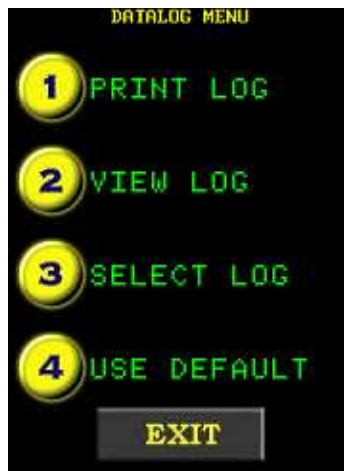 DATALOG MENU
1 PRINT LOG
2 VIEW LOG
3 SELECT LOG
4 USE DEFAULT
EXIT